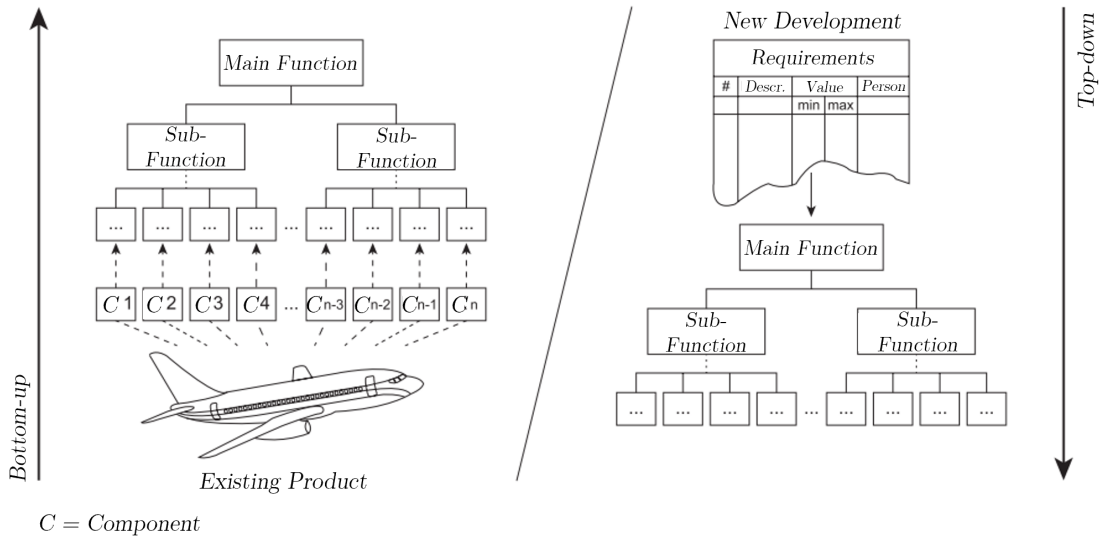 New Development
Requirements
# Descr. Value Person
min max
Main Function
Sub-
Function
Sub-
Function
... ... ... ... ... ... ... ... ...
C1 C2 C3 C4 ... Cn-3 Cn-2 Cn-1 Cn
Existing Product
Bottom-up
C = Component
Top-down
Main Function
Sub-
Function
Sub-
Function
... ... ... ... ... ... ... ... ...